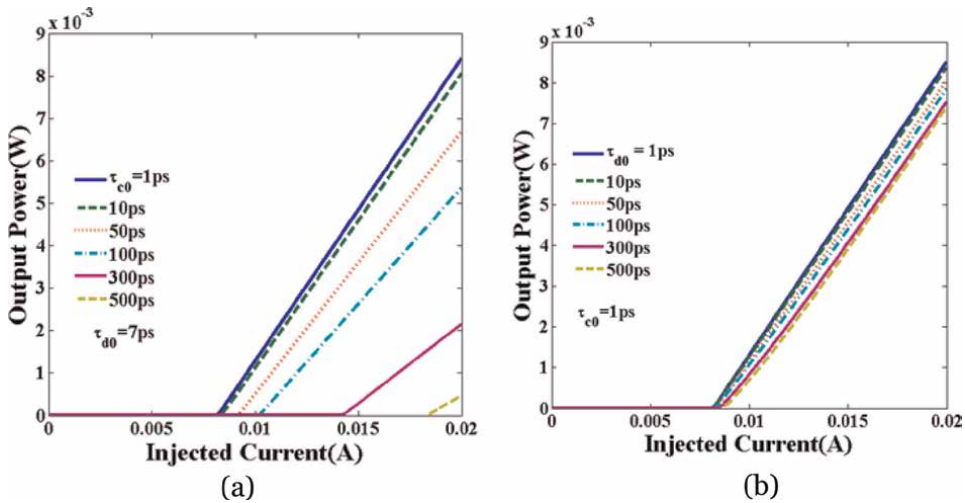 x 10⁻³
9
8
7
6
5
4
3
2
1
0
Output Power(W)
τc0=1ps
10ps
50ps
100ps
300ps
500ps
τd0=7ps
0 0.005 0.01 0.015 0.02
Injected Current(A)
(a)
x 10⁻³
9
8
7
6
5
4
3
2
1
0
Output Power(W)
τd0 = 1ps
10ps
50ps
100ps
300ps
500ps
τc0=1ps
0 0.005 0.01 0.015 0.02
Injected Current(A)
(b)